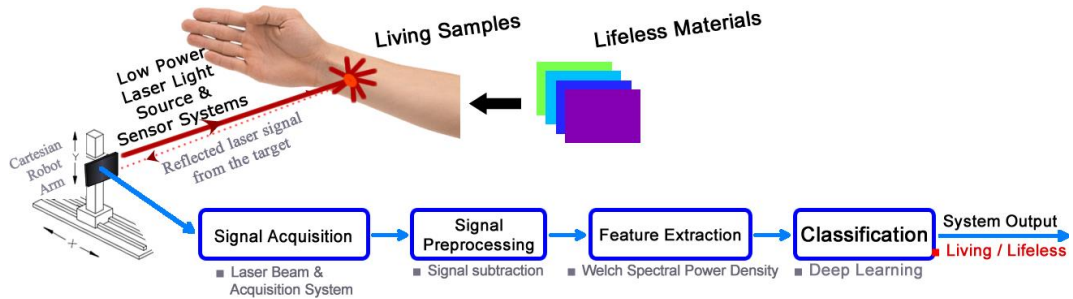 Living Samples
Lifeless Materials
Low Power
Laser Light
Source &
Sensor Systems
Reflected laser signal
from the target
Cartesian
Robot
Arm
Y
X
Signal Acquisition
Laser Beam &
Acquisition System
Signal
Preprocessing
Signal subtraction
Feature Extraction
Welch Spectral Power Density
Classification
Deep Learning
System Output
Living / Lifeless